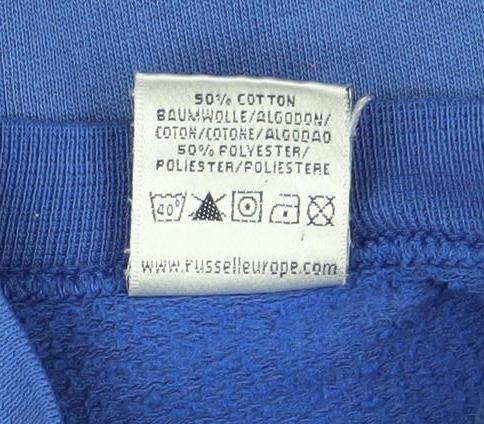 50% COTTON
BAUMWOLLE/ALGODON/
COTON/COTONE/ALGODAO
50% POLYESTER/
POLIESTER/POLIESTERE
40°
www.russelleurope.com